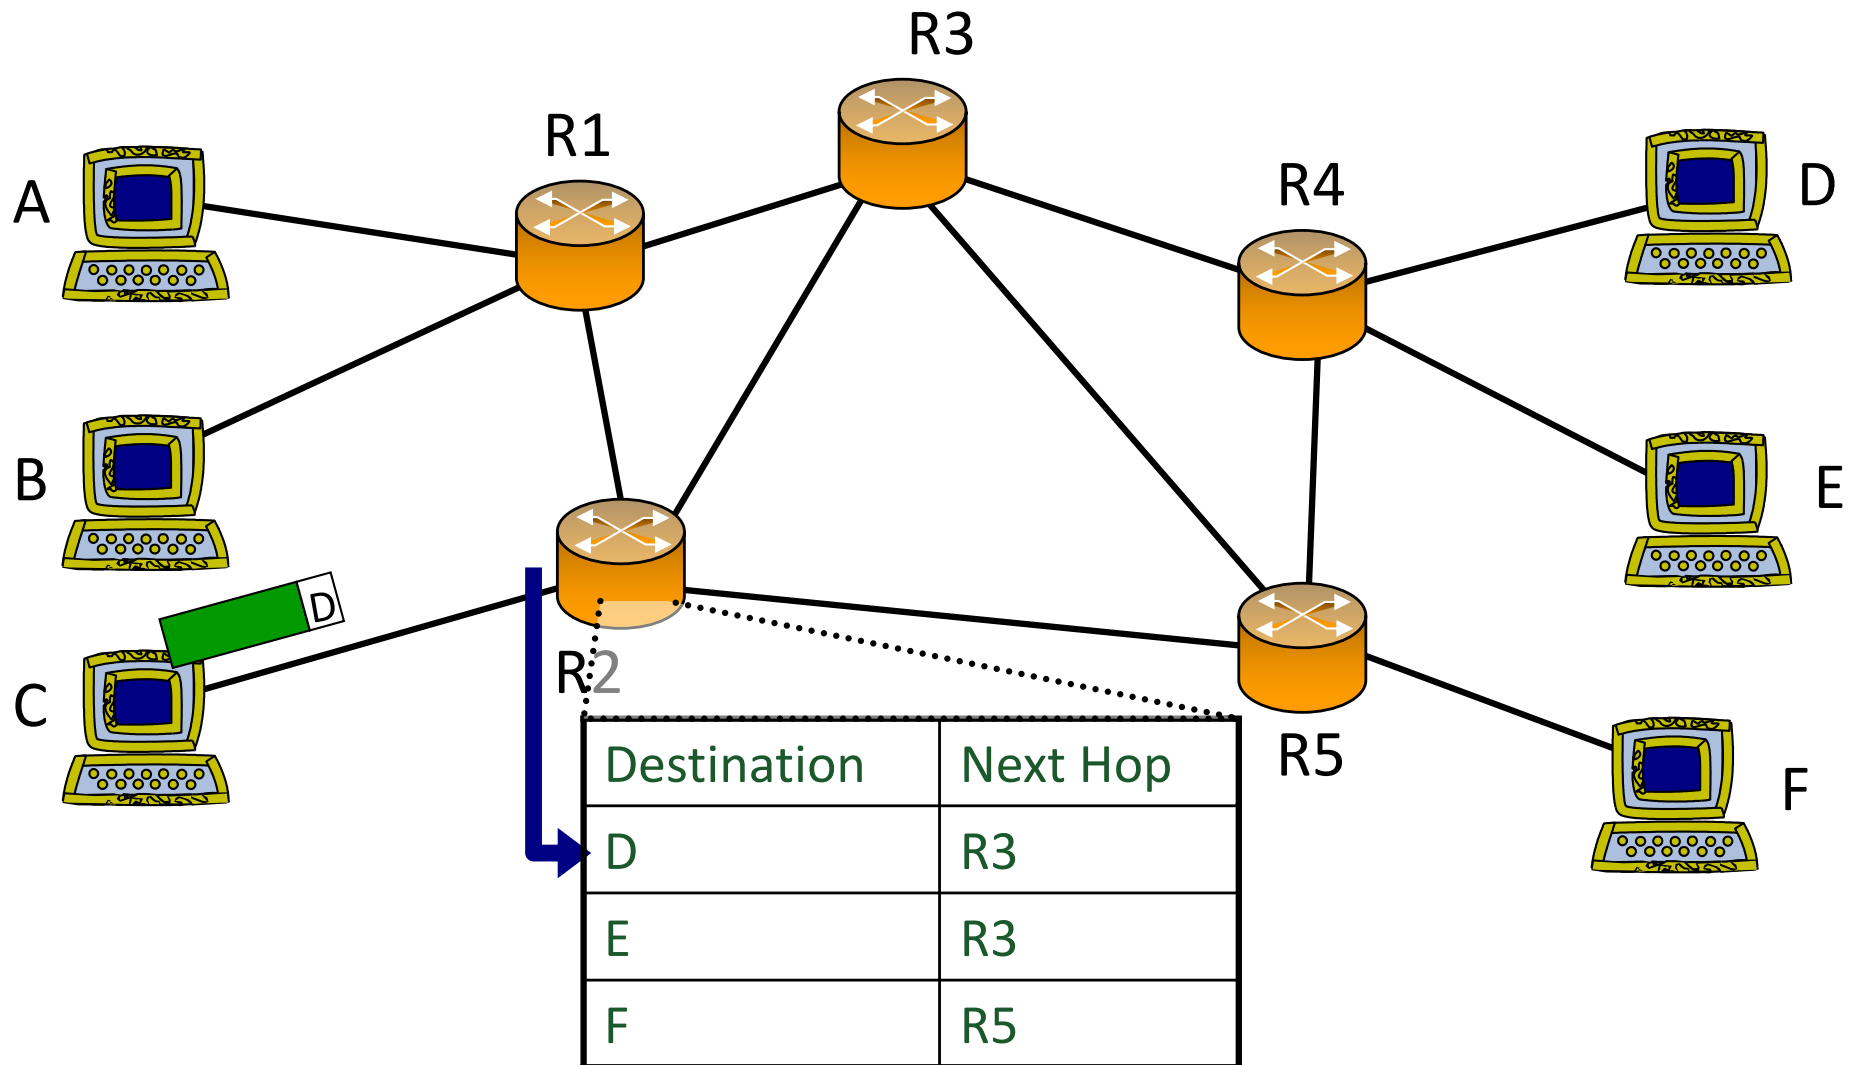 R3
R1
R4
A
D
B
E
D
C
R2
R5
F
Destination Next Hop
D R3
E R3
F R5